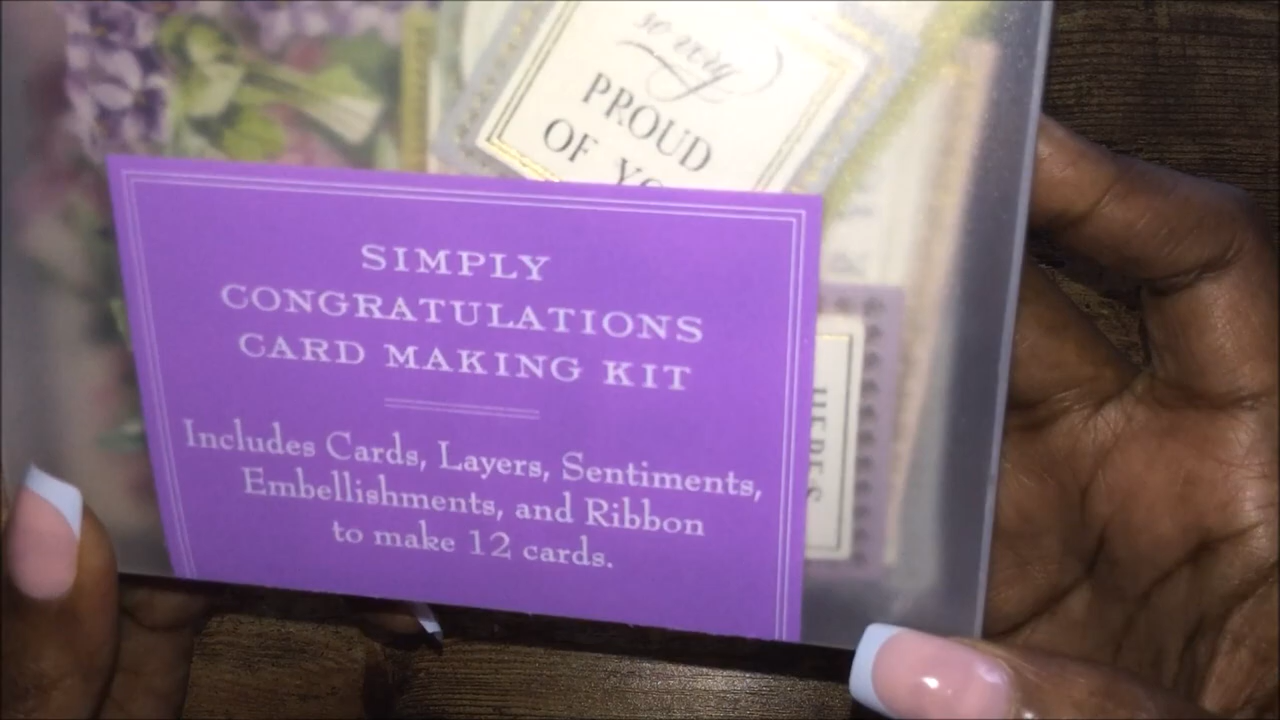 so very
PROUD
OF
SIMPLY
CONGRATULATIONS
CARD MAKING KIT
Includes Cards, Layers, Sentiments,
Embellishments, and Ribbon
to make 12 cards.
HERE'S